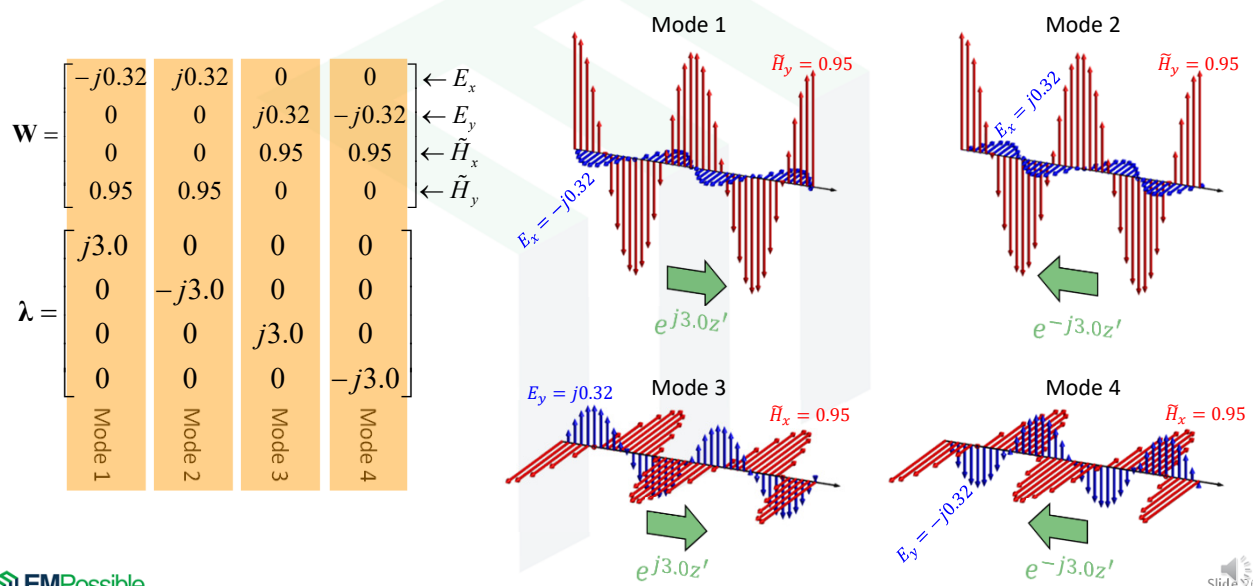 Mode 1
Mode 2
W =
−j0.32 j0.32 0 0 ← E_x
0 0 j0.32 −j0.32 ← E_y
0 0 0.95 0.95 ← H̃_x
0.95 0.95 0 0 ← H̃_y
λ =
j3.0 0 0 0
0 −j3.0 0 0
0 0 j3.0 0
0 0 0 −j3.0
Mode 1
Mode 2
Mode 3
Mode 4
H̃_y = 0.95
E_x = −j0.32
e^{j3.0z′}
H̃_y = 0.95
E_x = j0.32
e^{−j3.0z′}
Mode 3
E_y = j0.32
H̃_x = 0.95
e^{j3.0z′}
Mode 4
H̃_x = 0.95
E_y = −j0.32
e^{−j3.0z′}
EMPossible
Slide